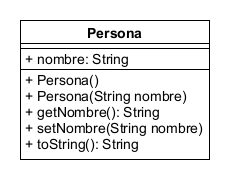 Persona
+ nombre: String
+ Persona()
+ Persona(String nombre)
+ getNombre(): String
+ setNombre(String nombre)
+ toString(): String